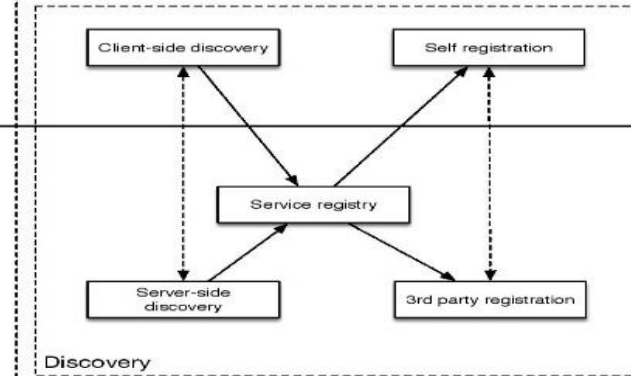 Client-side discovery
Self registration
Service registry
Server-side
discovery
3rd party registration
Discovery